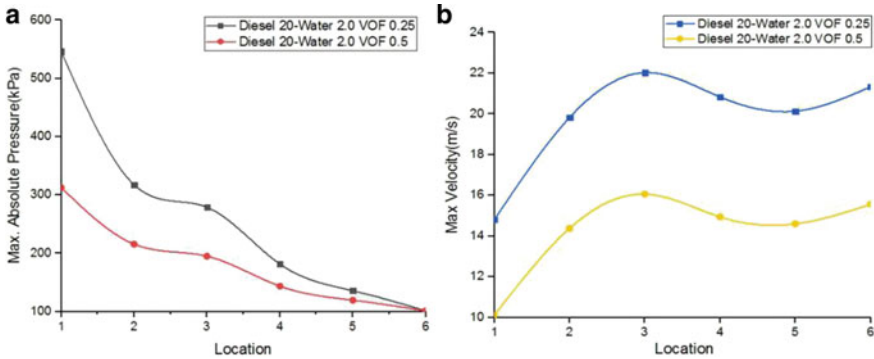 a
Diesel 20-Water 2.0 VOF 0.25
Diesel 20-Water 2.0 VOF 0.5
Max. Absolute Pressure(kPa)
600
500
400
300
200
100
1 2 3 4 5 6
Location
b
Diesel 20-Water 2.0 VOF 0.25
Diesel 20-Water 2.0 VOF 0.5
Max Velocity(m/s)
24
22
20
18
16
14
12
10
1 2 3 4 5 6
Location